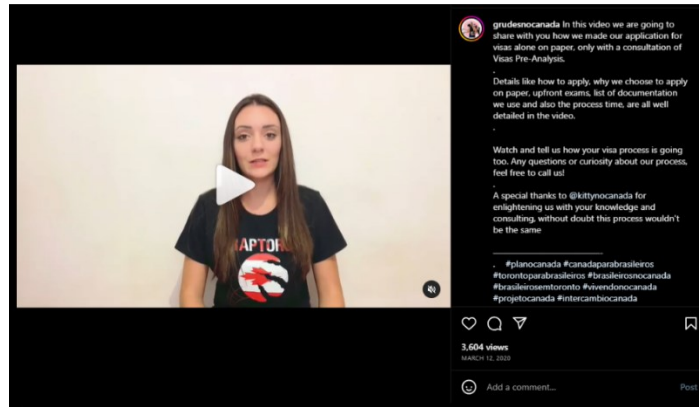 grudesnocanada In this video we are going to
share with you how we made our application for
visas alone on paper, only with a consultation of
Visas Pre-Analysis.
.
Details like how to apply, why we choose to apply
on paper, upfront exams, list of documentation
we use and also the process time, are all well
detailed in the video.
.
Watch and tell us how your visa process is going
too. Any questions or curiosity about our process,
feel free to call us!
.
A special thanks to @kittynocanada for
enlightening us with your knowledge and
consulting, without doubt this process wouldn't
be the same
. #planocanada #canadaparabrasileiros
#torontoparabrasileiros #brasileirosnocanada
#brasileirosemtoronto #vivendonocanada
#projetocanada #intercambiocanada
3,604 views
MARCH 12, 2020
Add a comment...
Post